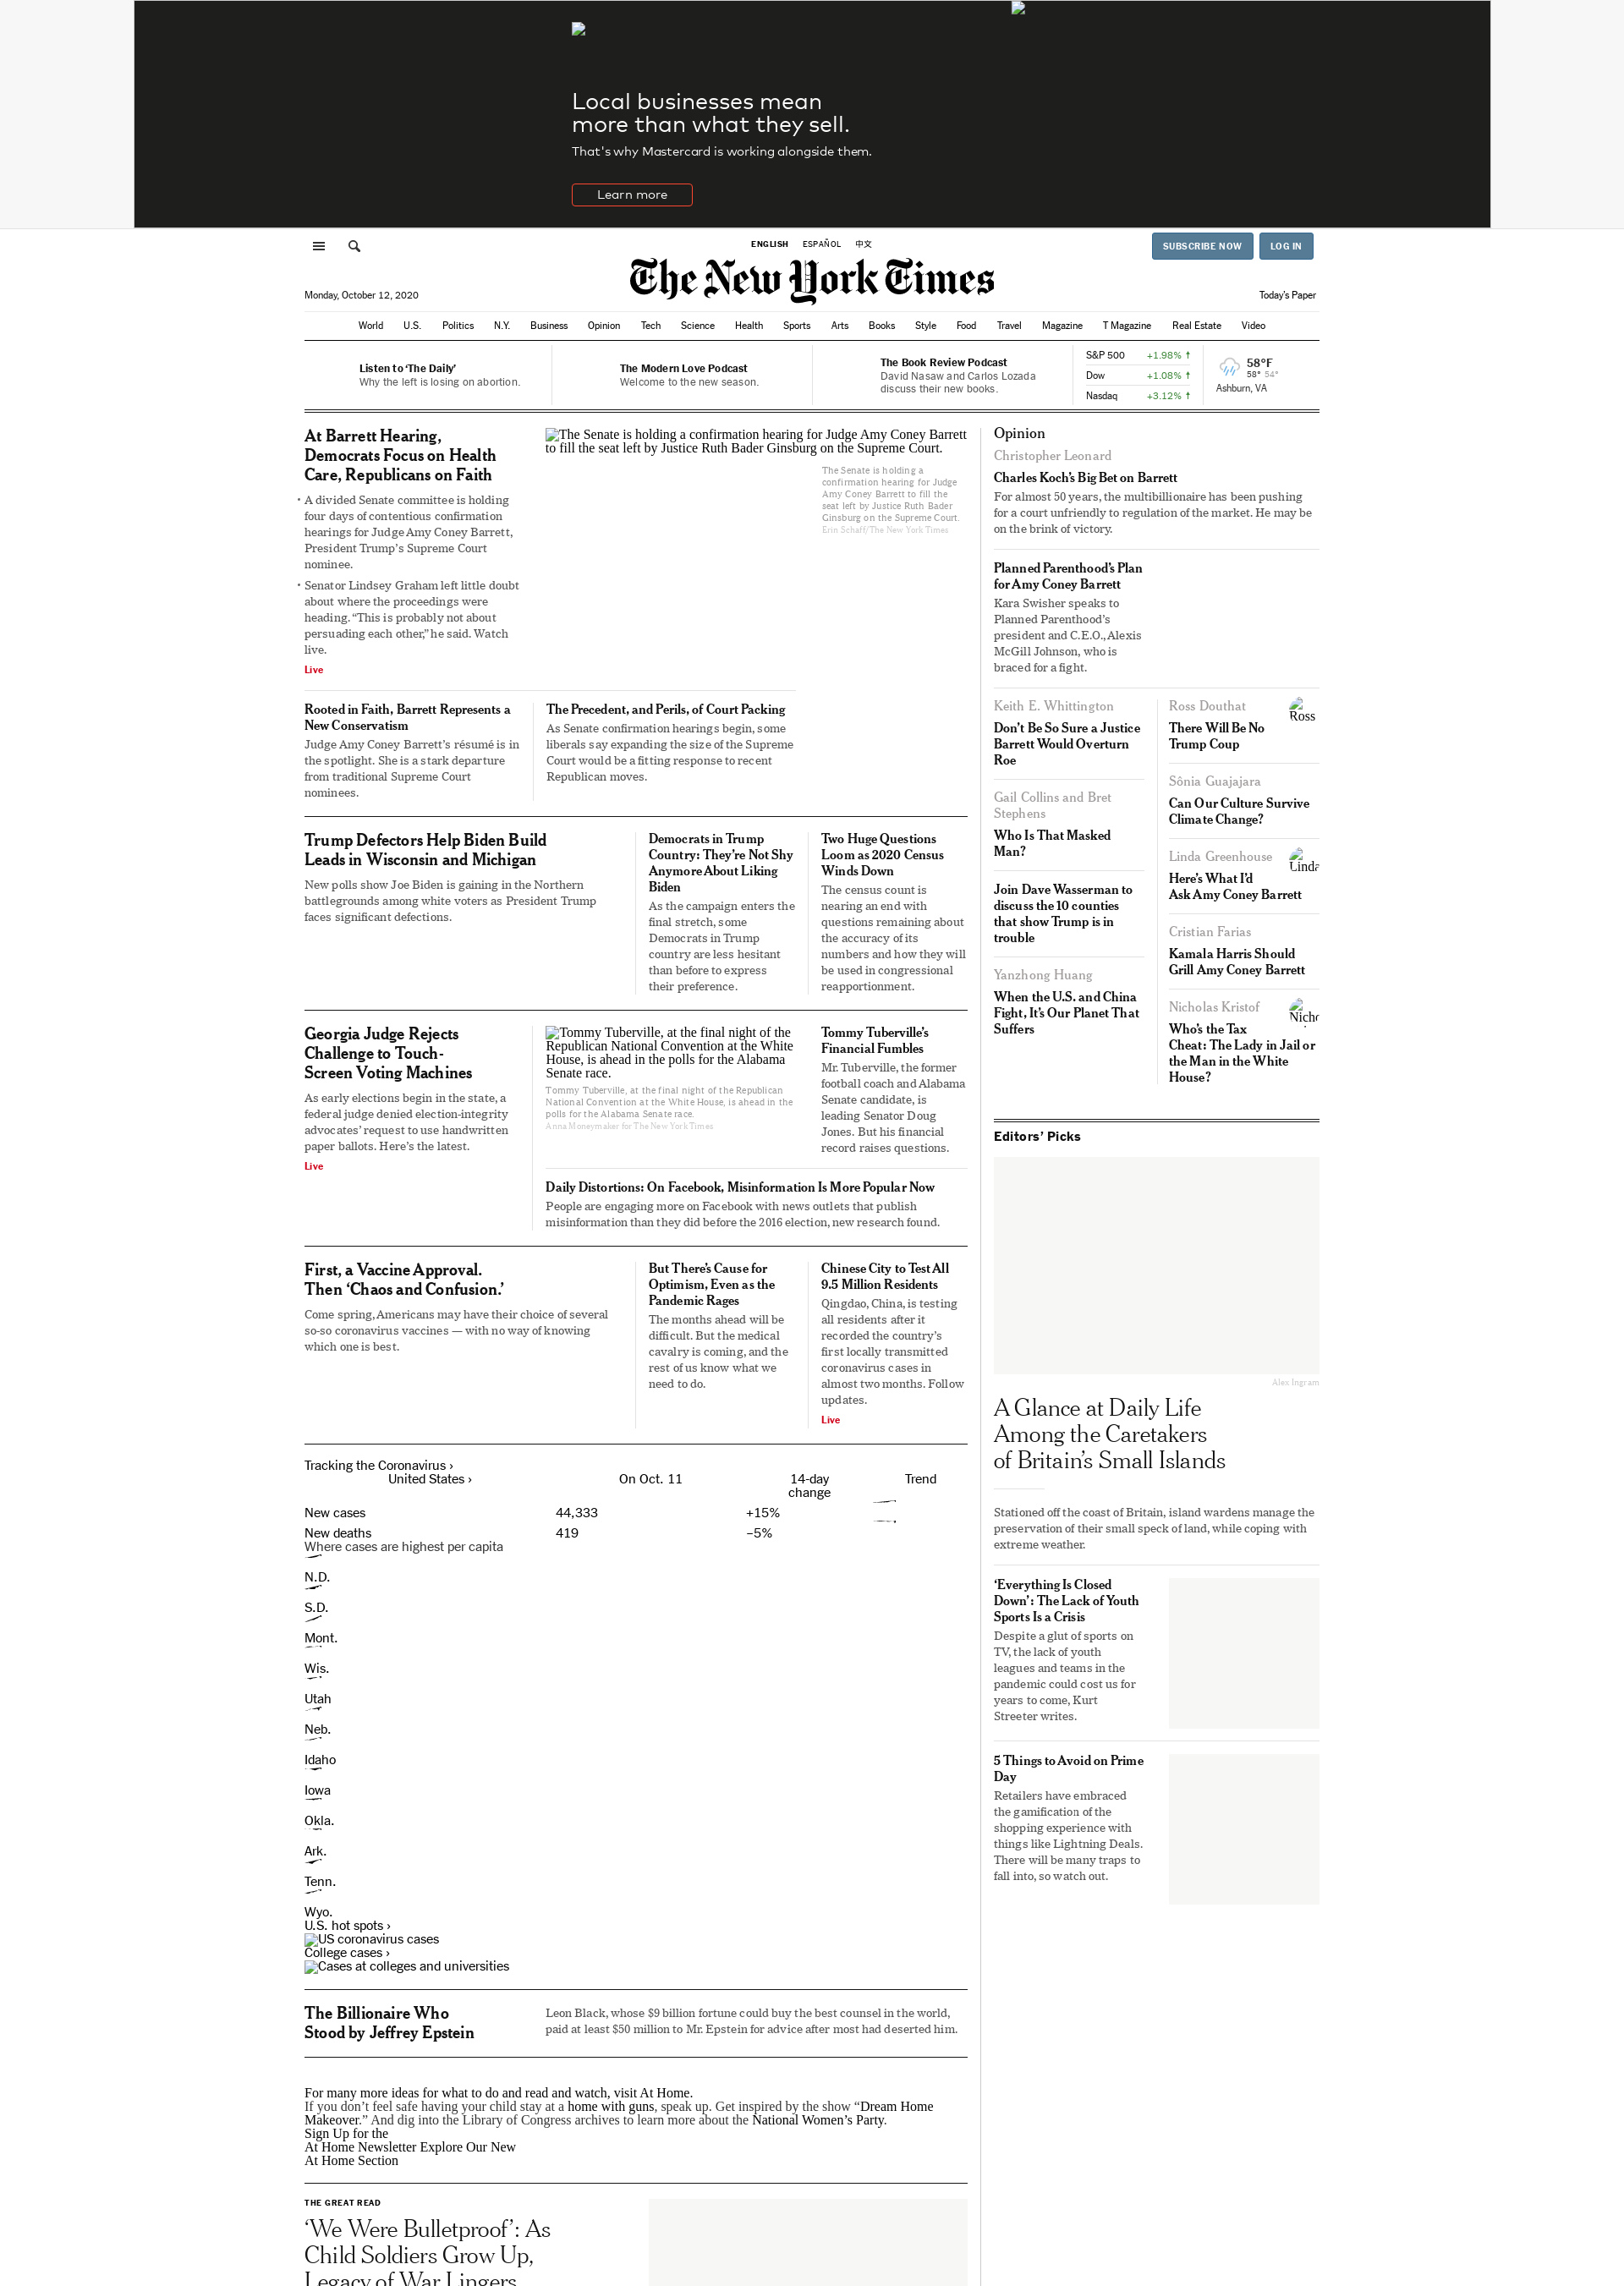 Local businesses mean
more than what they sell.
That's why Mastercard is working alongside them.
Learn more
ENGLISH ESPAÑOL 中文
SUBSCRIBE NOW LOG IN
The New York Times
Monday, October 12, 2020
Today's Paper
World U.S. Politics N.Y. Business Opinion Tech Science Health Sports Arts Books Style Food Travel Magazine T Magazine Real Estate Video
Listen to ‘The Daily’
Why the left is losing on abortion.
The Modern Love Podcast
Welcome to the new season.
The Book Review Podcast
David Nasaw and Carlos Lozada
discuss their new books.
S&P 500 +1.98% ↑
Dow +1.08% ↑
Nasdaq +3.12% ↑
58°F
58° 54°
Ashburn, VA
At Barrett Hearing,
Democrats Focus on Health
Care, Republicans on Faith
• A divided Senate committee is holding
four days of contentious confirmation
hearings for Judge Amy Coney Barrett,
President Trump’s Supreme Court
nominee.
• Senator Lindsey Graham left little doubt
about where the proceedings were
heading. “This is probably not about
persuading each other,” he said. Watch
live.
Live
The Senate is holding a confirmation hearing for Judge Amy Coney Barrett
to fill the seat left by Justice Ruth Bader Ginsburg on the Supreme Court.
The Senate is holding a
confirmation hearing for Judge
Amy Coney Barrett to fill the
seat left by Justice Ruth Bader
Ginsburg on the Supreme Court.
Erin Schaff/The New York Times
Rooted in Faith, Barrett Represents a
New Conservatism
Judge Amy Coney Barrett’s résumé is in
the spotlight. She is a stark departure
from traditional Supreme Court
nominees.
The Precedent, and Perils, of Court Packing
As Senate confirmation hearings begin, some
liberals say expanding the size of the Supreme
Court would be a fitting response to recent
Republican moves.
Trump Defectors Help Biden Build
Leads in Wisconsin and Michigan
New polls show Joe Biden is gaining in the Northern
battlegrounds among white voters as President Trump
faces significant defections.
Democrats in Trump
Country: They’re Not Shy
Anymore About Liking
Biden
As the campaign enters the
final stretch, some
Democrats in Trump
country are less hesitant
than before to express
their preference.
Two Huge Questions
Loom as 2020 Census
Winds Down
The census count is
nearing an end with
questions remaining about
the accuracy of its
numbers and how they will
be used in congressional
reapportionment.
Georgia Judge Rejects
Challenge to Touch-
Screen Voting Machines
As early elections begin in the state, a
federal judge denied election-integrity
advocates’ request to use handwritten
paper ballots. Here’s the latest.
Live
Tommy Tuberville, at the final night of the
Republican National Convention at the White
House, is ahead in the polls for the Alabama
Senate race.
Tommy Tuberville, at the final night of the Republican
National Convention at the White House, is ahead in the
polls for the Alabama Senate race.
Anna Moneymaker for The New York Times
Tommy Tuberville’s
Financial Fumbles
Mr. Tuberville, the former
football coach and Alabama
Senate candidate, is
leading Senator Doug
Jones. But his financial
record raises questions.
Daily Distortions: On Facebook, Misinformation Is More Popular Now
People are engaging more on Facebook with news outlets that publish
misinformation than they did before the 2016 election, new research found.
First, a Vaccine Approval.
Then ‘Chaos and Confusion.’
Come spring, Americans may have their choice of several
so-so coronavirus vaccines — with no way of knowing
which one is best.
But There’s Cause for
Optimism, Even as the
Pandemic Rages
The months ahead will be
difficult. But the medical
cavalry is coming, and the
rest of us know what we
need to do.
Chinese City to Test All
9.5 Million Residents
Qingdao, China, is testing
all residents after it
recorded the country’s
first locally transmitted
coronavirus cases in
almost two months. Follow
updates.
Live
Tracking the Coronavirus ›
United States › On Oct. 11 14-day
change Trend
New cases 44,333 +15%
New deaths 419 –5%
Where cases are highest per capita
N.D.
S.D.
Mont.
Wis.
Utah
Neb.
Idaho
Iowa
Okla.
Ark.
Tenn.
Wyo.
U.S. hot spots ›
US coronavirus cases
College cases ›
Cases at colleges and universities
The Billionaire Who
Stood by Jeffrey Epstein
Leon Black, whose $9 billion fortune could buy the best counsel in the world,
paid at least $50 million to Mr. Epstein for advice after most had deserted him.
For many more ideas for what to do and read and watch, visit At Home.
If you don’t feel safe having your child stay at a home with guns, speak up. Get inspired by the show “Dream Home
Makeover.” And dig into the Library of Congress archives to learn more about the National Women’s Party.
Sign Up for the
At Home Newsletter Explore Our New
At Home Section
THE GREAT READ
‘We Were Bulletproof’: As
Child Soldiers Grow Up,
Legacy of War Lingers
Opinion
Christopher Leonard
Charles Koch’s Big Bet on Barrett
For almost 50 years, the multibillionaire has been pushing
for a court unfriendly to regulation of the market. He may be
on the brink of victory.
Planned Parenthood’s Plan
for Amy Coney Barrett
Kara Swisher speaks to
Planned Parenthood’s
president and C.E.O., Alexis
McGill Johnson, who is
braced for a fight.
Keith E. Whittington
Don’t Be So Sure a Justice
Barrett Would Overturn
Roe
Gail Collins and Bret
Stephens
Who Is That Masked
Man?
Join Dave Wasserman to
discuss the 10 counties
that show Trump is in
trouble
Yanzhong Huang
When the U.S. and China
Fight, It’s Our Planet That
Suffers
Ross Douthat
Ross
There Will Be No
Trump Coup
Sônia Guajajara
Can Our Culture Survive
Climate Change?
Linda Greenhouse
Linda
Here’s What I’d
Ask Amy Coney Barrett
Cristian Farias
Kamala Harris Should
Grill Amy Coney Barrett
Nicholas Kristof
Who’s the Tax
Cheat: The Lady in Jail or
the Man in the White
House?
Editors’ Picks
Alex Ingram
A Glance at Daily Life
Among the Caretakers
of Britain’s Small Islands
Stationed off the coast of Britain, island wardens manage the
preservation of their small speck of land, while coping with
extreme weather.
‘Everything Is Closed
Down’: The Lack of Youth
Sports Is a Crisis
Despite a glut of sports on
TV, the lack of youth
leagues and teams in the
pandemic could cost us for
years to come, Kurt
Streeter writes.
5 Things to Avoid on Prime
Day
Retailers have embraced
the gamification of the
shopping experience with
things like Lightning Deals.
There will be many traps to
fall into, so watch out.